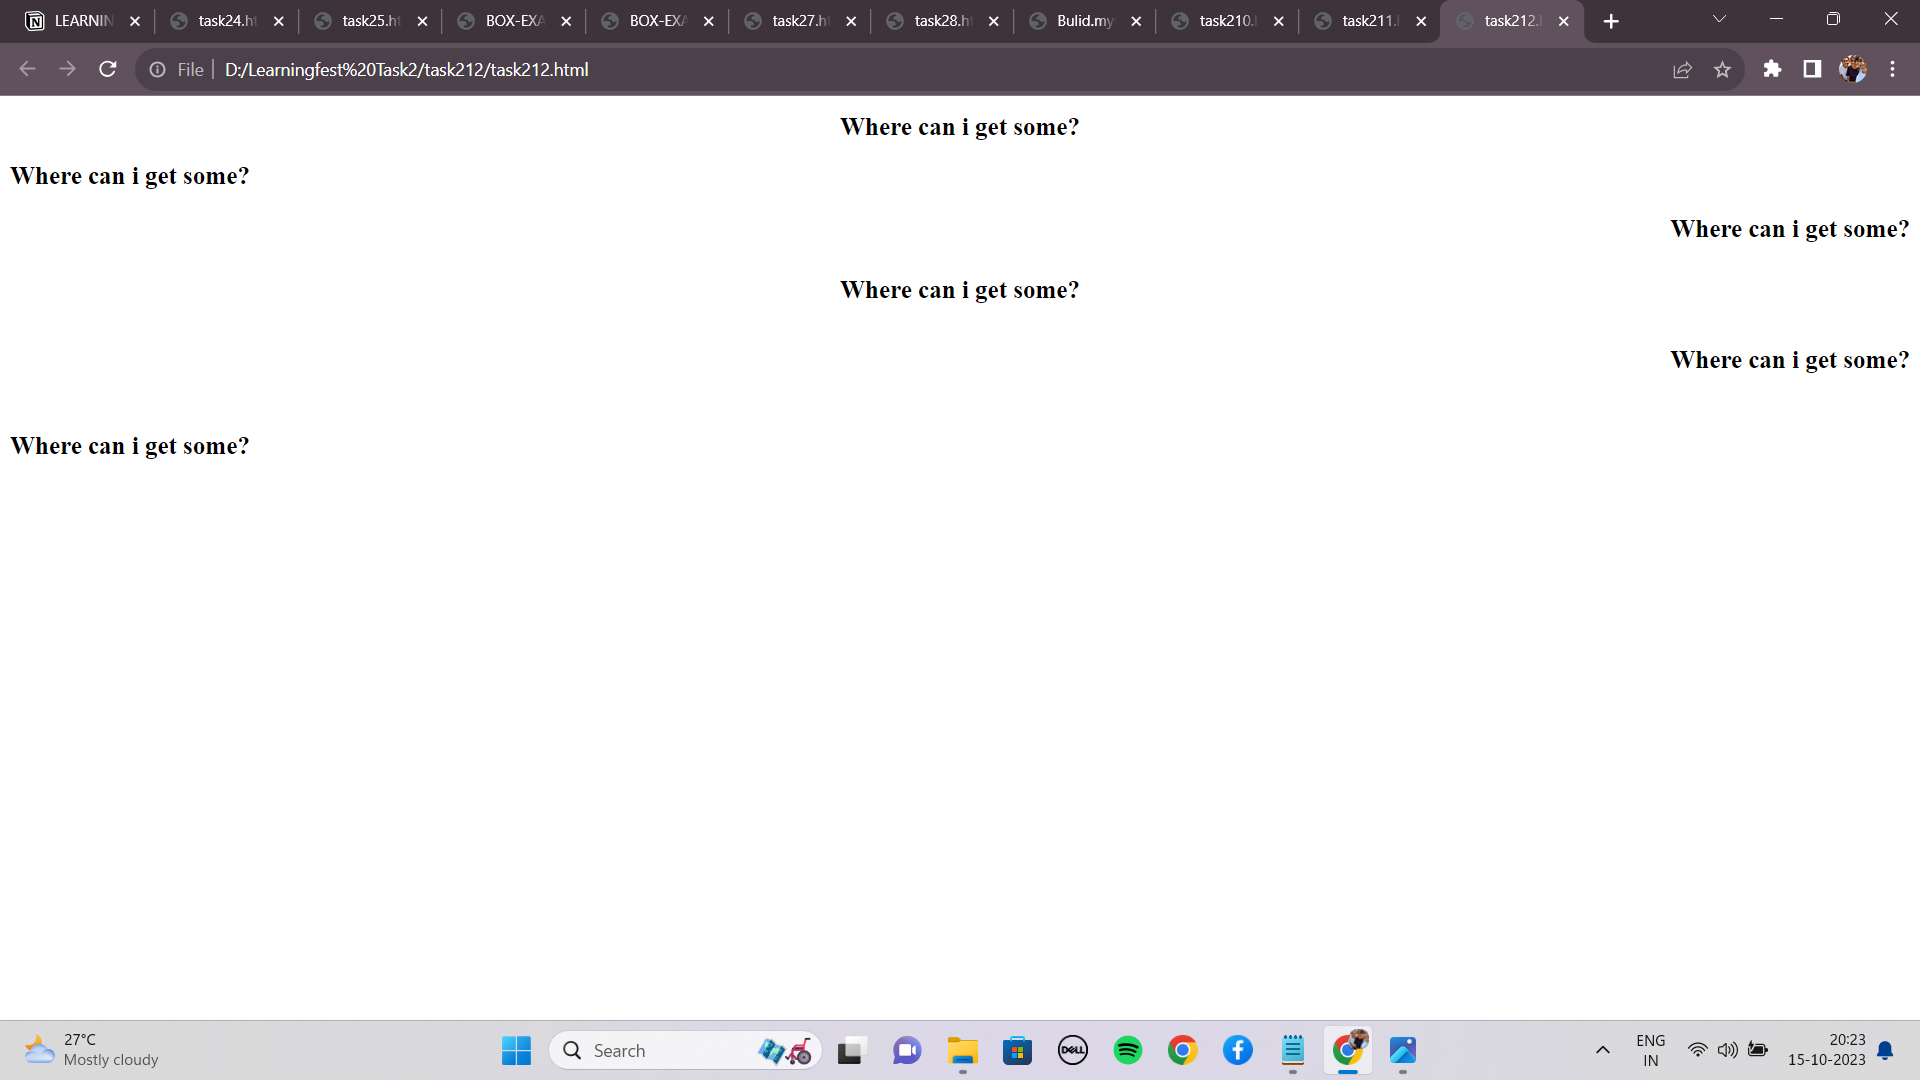 LEARNIN task24.ht task25.ht BOX-EXA BOX-EXA task27.ht task28.ht Bulid.my task210. task211. task212.
File D:/Learningfest%20Task2/task212/task212.html
Where can i get some?
Where can i get some?
Where can i get some?
Where can i get some?
Where can i get some?
Where can i get some?
27°C
Mostly cloudy
Search
DELL
ENG
IN
20:23
15-10-2023